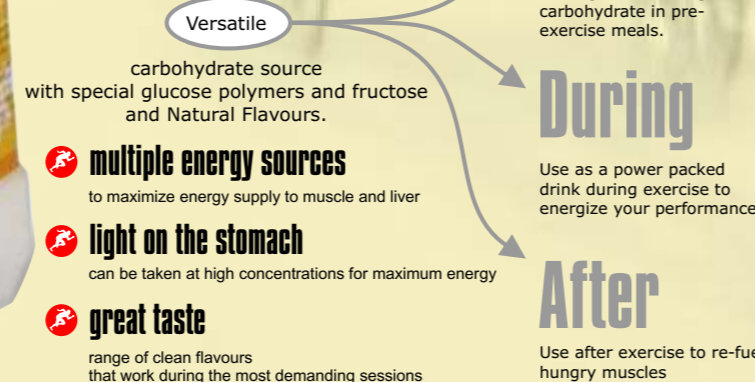 Versatile
carbohydrate source
with special glucose polymers and fructose
and Natural Flavours.
multiple energy sources
to maximize energy supply to muscle and liver
light on the stomach
can be taken at high concentrations for maximum energy
great taste
range of clean flavours
that work during the most demanding sessions
carbohydrate in pre-
exercise meals.
During
Use as a power packed
drink during exercise to
energize your performance
After
Use after exercise to re-fue
hungry muscles